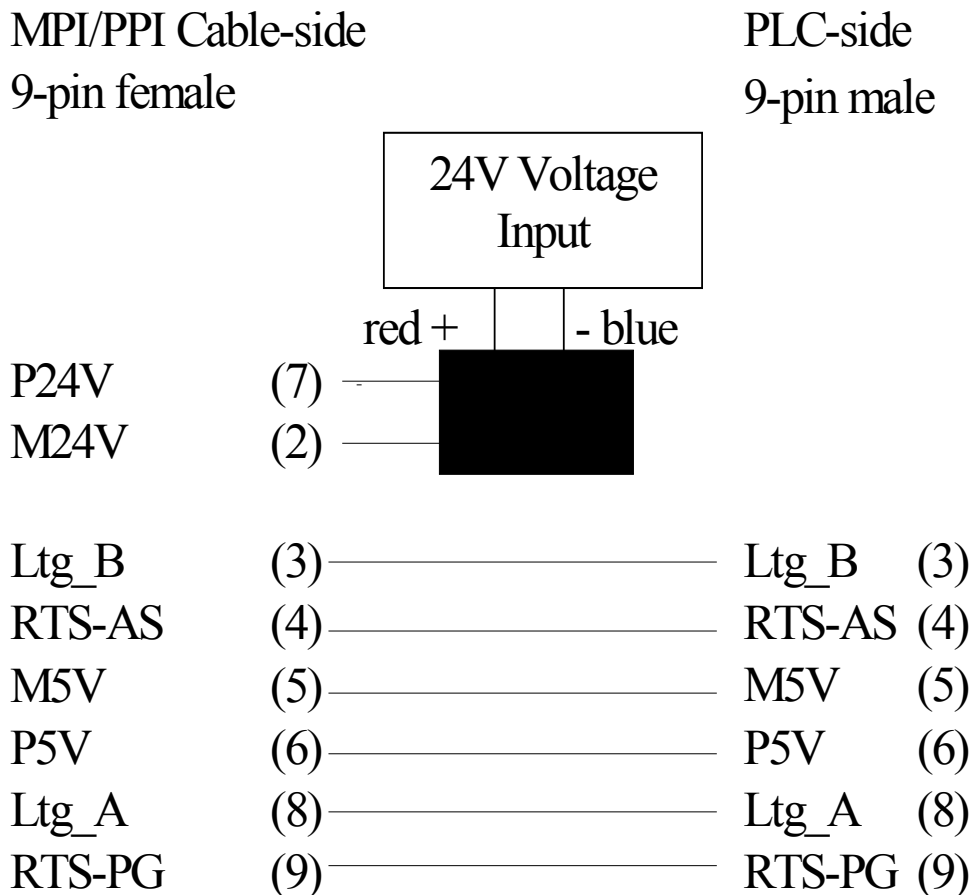 MPI/PPI Cable-side PLC-side
9-pin female 9-pin male
24V Voltage
Input
red + - blue
P24V (7)
M24V (2)
Ltg_B (3) Ltg_B (3)
RTS-AS (4) RTS-AS (4)
M5V (5) M5V (5)
P5V (6) P5V (6)
Ltg_A (8) Ltg_A (8)
RTS-PG (9) RTS-PG (9)